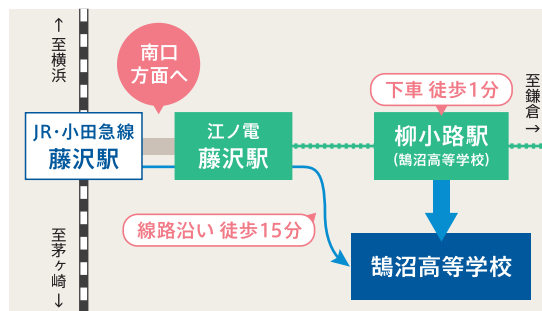 ↑至横浜
南口
方面へ
下車 徒歩1分
至鎌倉→
JR・小田急線
藤沢駅
江ノ電
藤沢駅
柳小路駅
(鵠沼高等学校)
線路沿い 徒歩15分
至茅ヶ崎↓
鵠沼高等学校